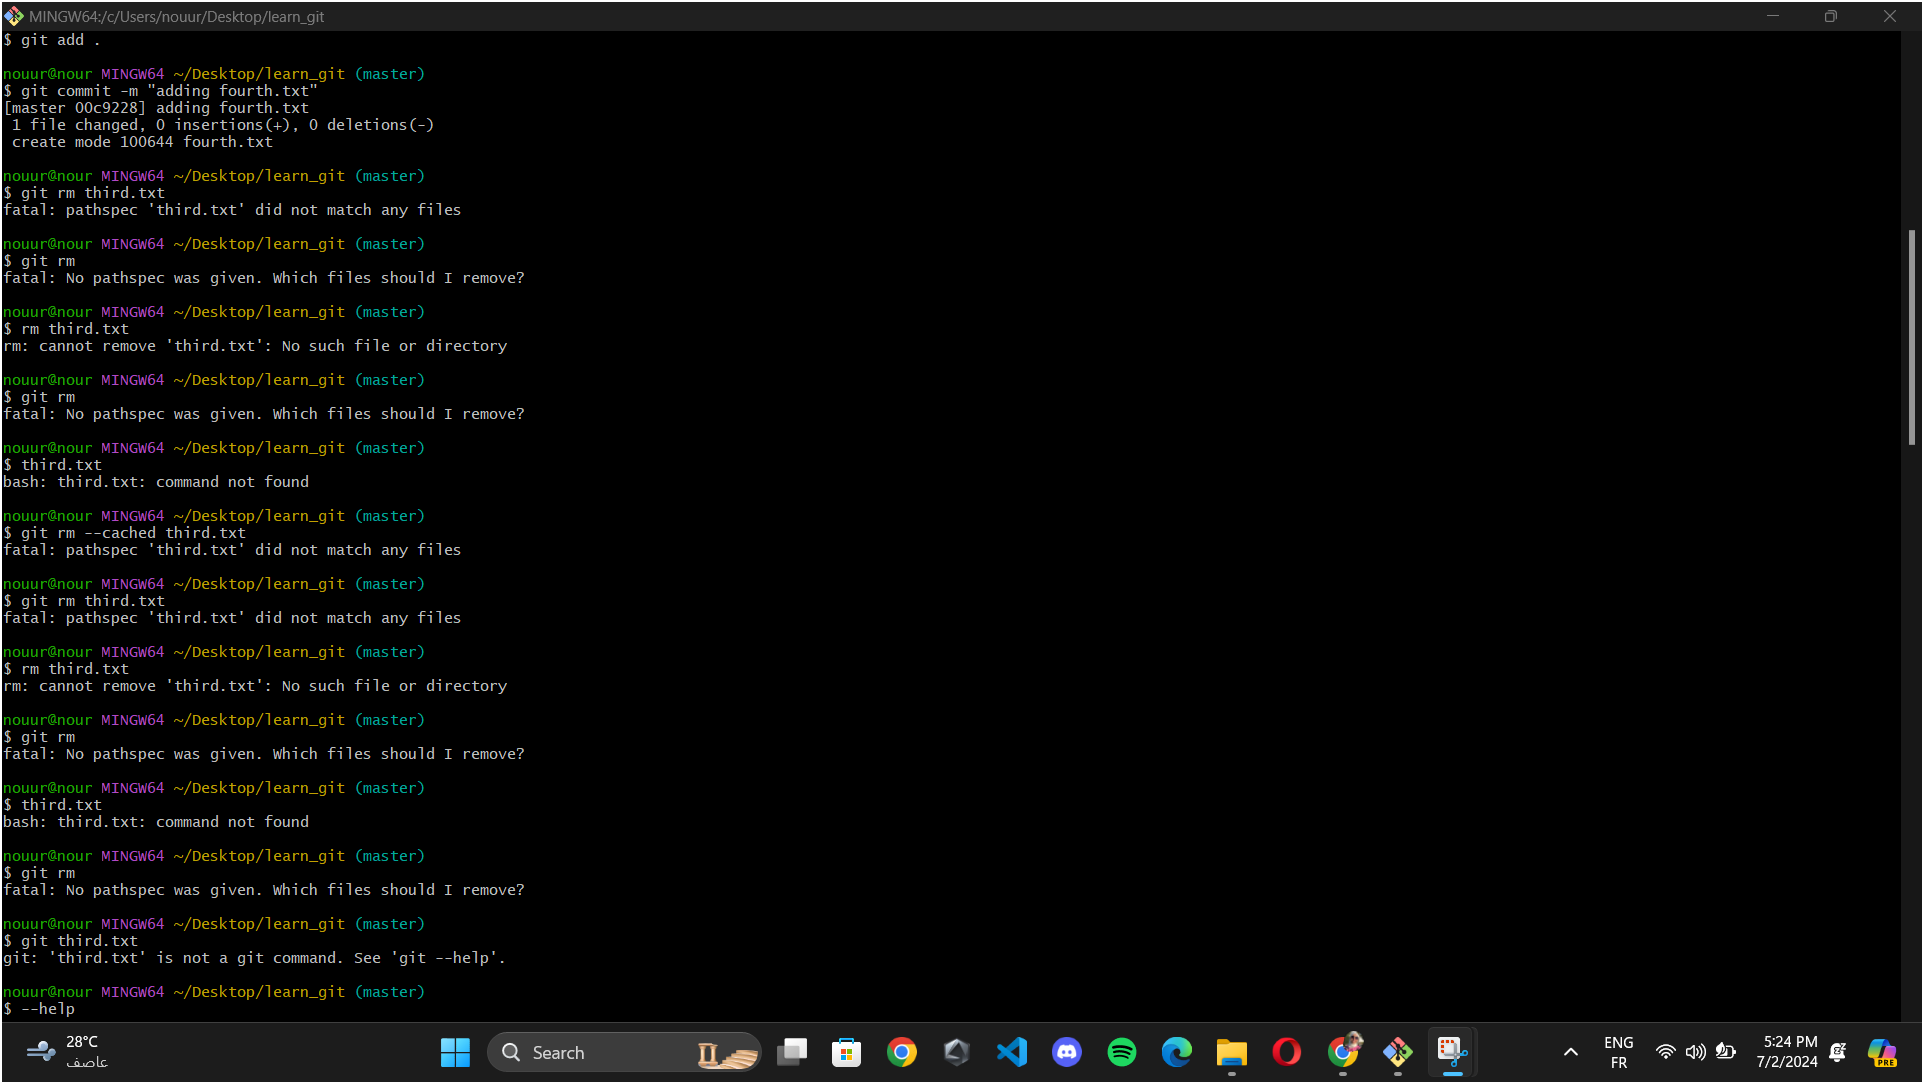 MINGW64:/c/Users/nouur/Desktop/learn_git
$ git add .
nouur@nour MINGW64 ~/Desktop/learn_git (master)
$ git commit -m "adding fourth.txt"
[master 00c9228] adding fourth.txt
1 file changed, 0 insertions(+), 0 deletions(-)
create mode 100644 fourth.txt
nouur@nour MINGW64 ~/Desktop/learn_git (master)
$ git rm third.txt
fatal: pathspec 'third.txt' did not match any files
nouur@nour MINGW64 ~/Desktop/learn_git (master)
$ git rm
fatal: No pathspec was given. Which files should I remove?
nouur@nour MINGW64 ~/Desktop/learn_git (master)
$ rm third.txt
rm: cannot remove 'third.txt': No such file or directory
nouur@nour MINGW64 ~/Desktop/learn_git (master)
$ git rm
fatal: No pathspec was given. Which files should I remove?
nouur@nour MINGW64 ~/Desktop/learn_git (master)
$ third.txt
bash: third.txt: command not found
nouur@nour MINGW64 ~/Desktop/learn_git (master)
$ git rm --cached third.txt
fatal: pathspec 'third.txt' did not match any files
nouur@nour MINGW64 ~/Desktop/learn_git (master)
$ git rm third.txt
fatal: pathspec 'third.txt' did not match any files
nouur@nour MINGW64 ~/Desktop/learn_git (master)
$ rm third.txt
rm: cannot remove 'third.txt': No such file or directory
nouur@nour MINGW64 ~/Desktop/learn_git (master)
$ git rm
fatal: No pathspec was given. Which files should I remove?
nouur@nour MINGW64 ~/Desktop/learn_git (master)
$ third.txt
bash: third.txt: command not found
nouur@nour MINGW64 ~/Desktop/learn_git (master)
$ git rm
fatal: No pathspec was given. Which files should I remove?
nouur@nour MINGW64 ~/Desktop/learn_git (master)
$ git third.txt
git: 'third.txt' is not a git command. See 'git --help'.
nouur@nour MINGW64 ~/Desktop/learn_git (master)
$ --help
28°C
عاصف
Search
ENG
FR
5:24 PM
7/2/2024
PRE